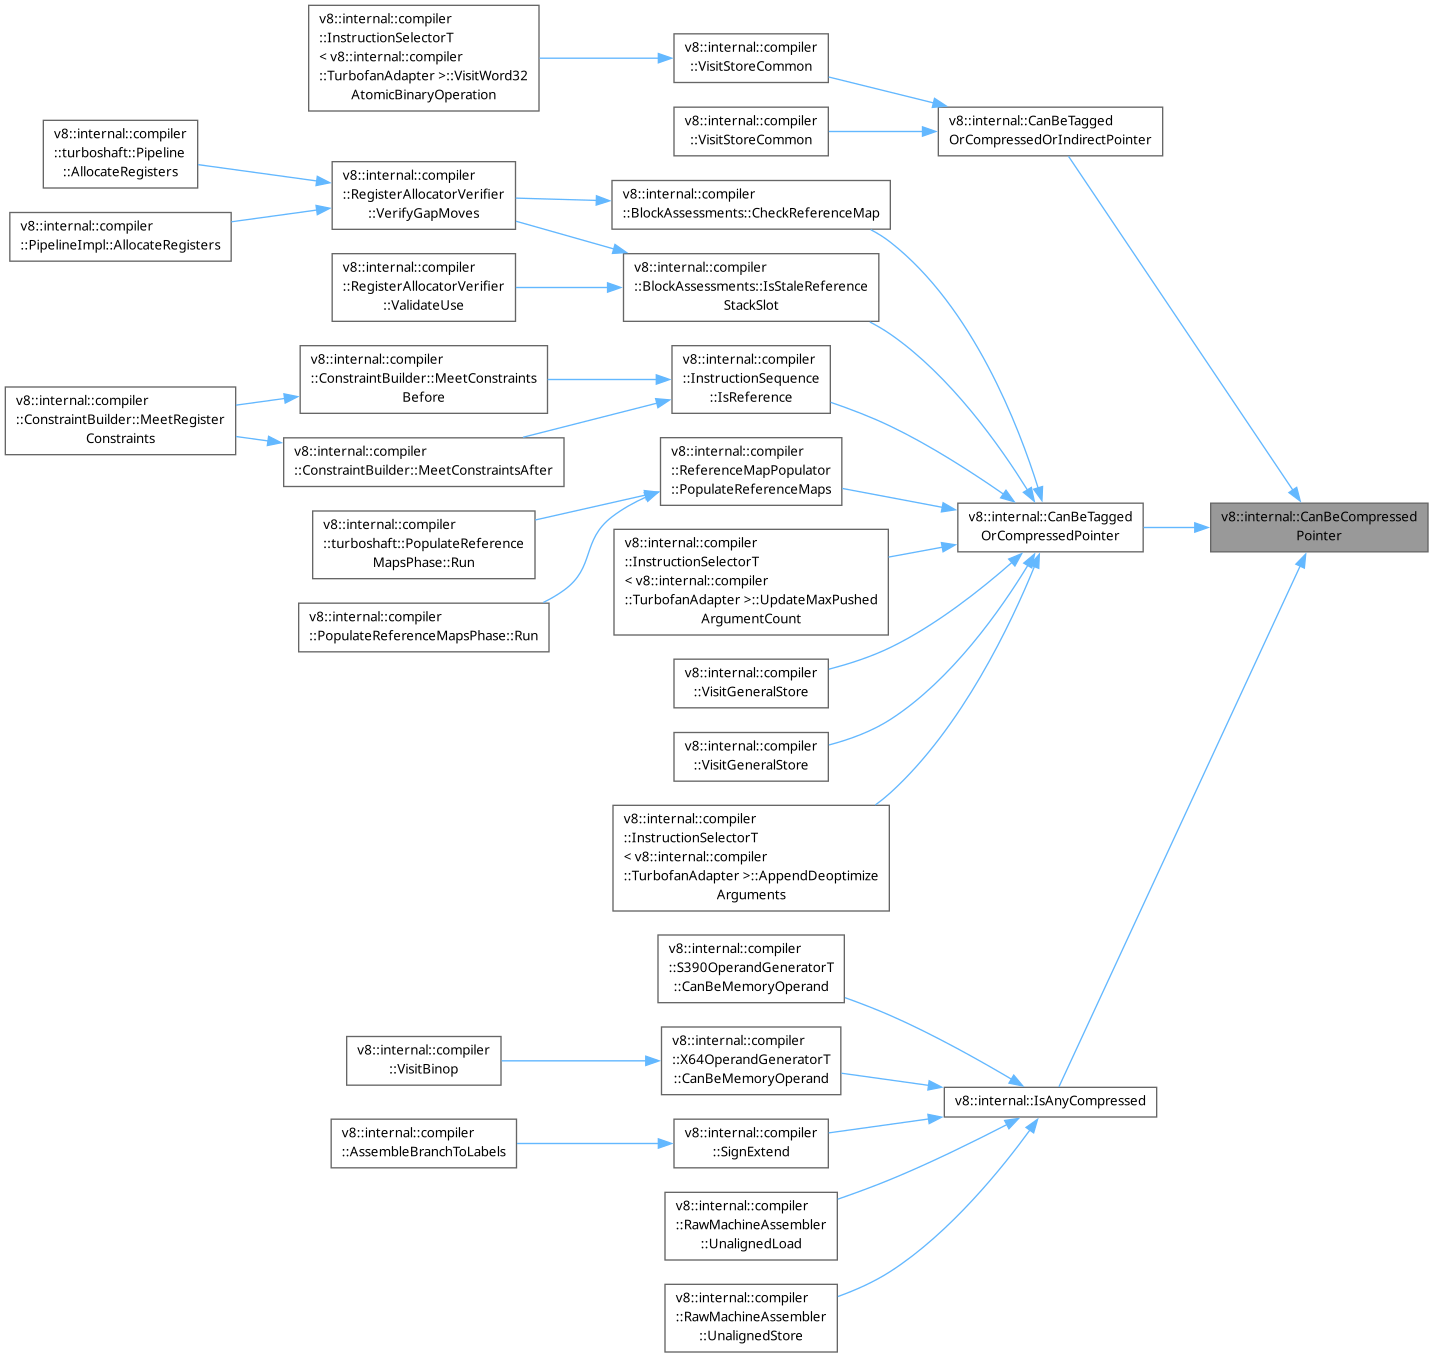 v8::internal::compiler
::InstructionSelectorT
< v8::internal::compiler
::TurbofanAdapter >::VisitWord32
AtomicBinaryOperation
v8::internal::compiler
::VisitStoreCommon
v8::internal::compiler
::VisitStoreCommon
v8::internal::CanBeTagged
OrCompressedOrIndirectPointer
v8::internal::compiler
::turboshaft::Pipeline
::AllocateRegisters
v8::internal::compiler
::PipelineImpl::AllocateRegisters
v8::internal::compiler
::RegisterAllocatorVerifier
::VerifyGapMoves
v8::internal::compiler
::BlockAssessments::CheckReferenceMap
v8::internal::compiler
::RegisterAllocatorVerifier
::ValidateUse
v8::internal::compiler
::BlockAssessments::IsStaleReference
StackSlot
v8::internal::compiler
::ConstraintBuilder::MeetRegister
Constraints
v8::internal::compiler
::ConstraintBuilder::MeetConstraints
Before
v8::internal::compiler
::ConstraintBuilder::MeetConstraintsAfter
v8::internal::compiler
::InstructionSequence
::IsReference
v8::internal::compiler
::ReferenceMapPopulator
::PopulateReferenceMaps
v8::internal::compiler
::turboshaft::PopulateReference
MapsPhase::Run
v8::internal::compiler
::PopulateReferenceMapsPhase::Run
v8::internal::compiler
::InstructionSelectorT
< v8::internal::compiler
::TurbofanAdapter >::UpdateMaxPushed
ArgumentCount
v8::internal::CanBeTagged
OrCompressedPointer
v8::internal::CanBeCompressed
Pointer
v8::internal::compiler
::VisitGeneralStore
v8::internal::compiler
::VisitGeneralStore
v8::internal::compiler
::InstructionSelectorT
< v8::internal::compiler
::TurbofanAdapter >::AppendDeoptimize
Arguments
v8::internal::compiler
::S390OperandGeneratorT
::CanBeMemoryOperand
v8::internal::compiler
::VisitBinop
v8::internal::compiler
::X64OperandGeneratorT
::CanBeMemoryOperand
v8::internal::IsAnyCompressed
v8::internal::compiler
::AssembleBranchToLabels
v8::internal::compiler
::SignExtend
v8::internal::compiler
::RawMachineAssembler
::UnalignedLoad
v8::internal::compiler
::RawMachineAssembler
::UnalignedStore